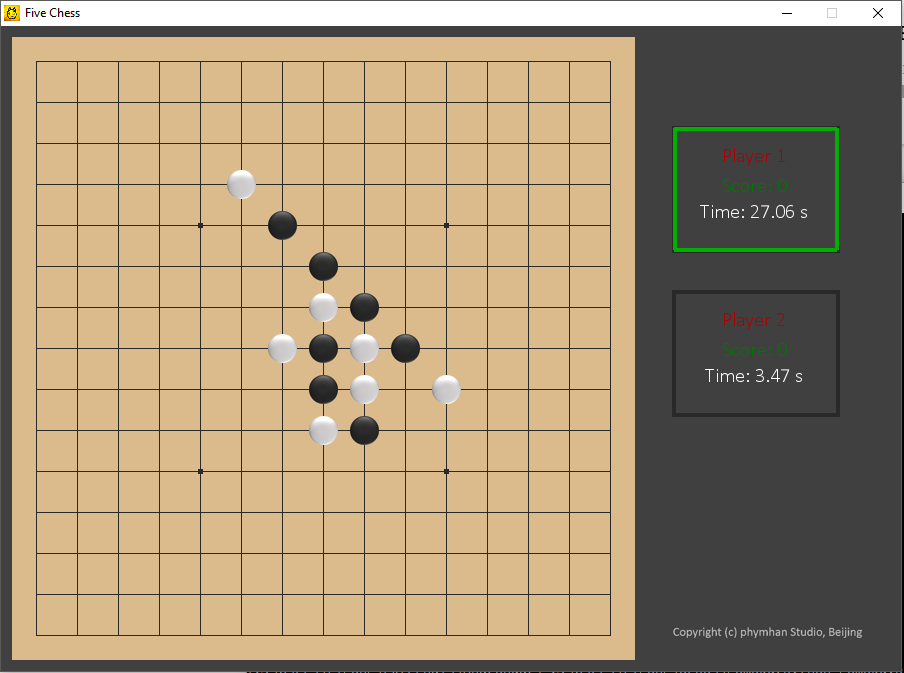 Five Chess
Player 1
Score: 0
Time: 27.06 s
Player 2
Score: 0
Time: 3.47 s
Copyright (c) phymhan Studio, Beijing